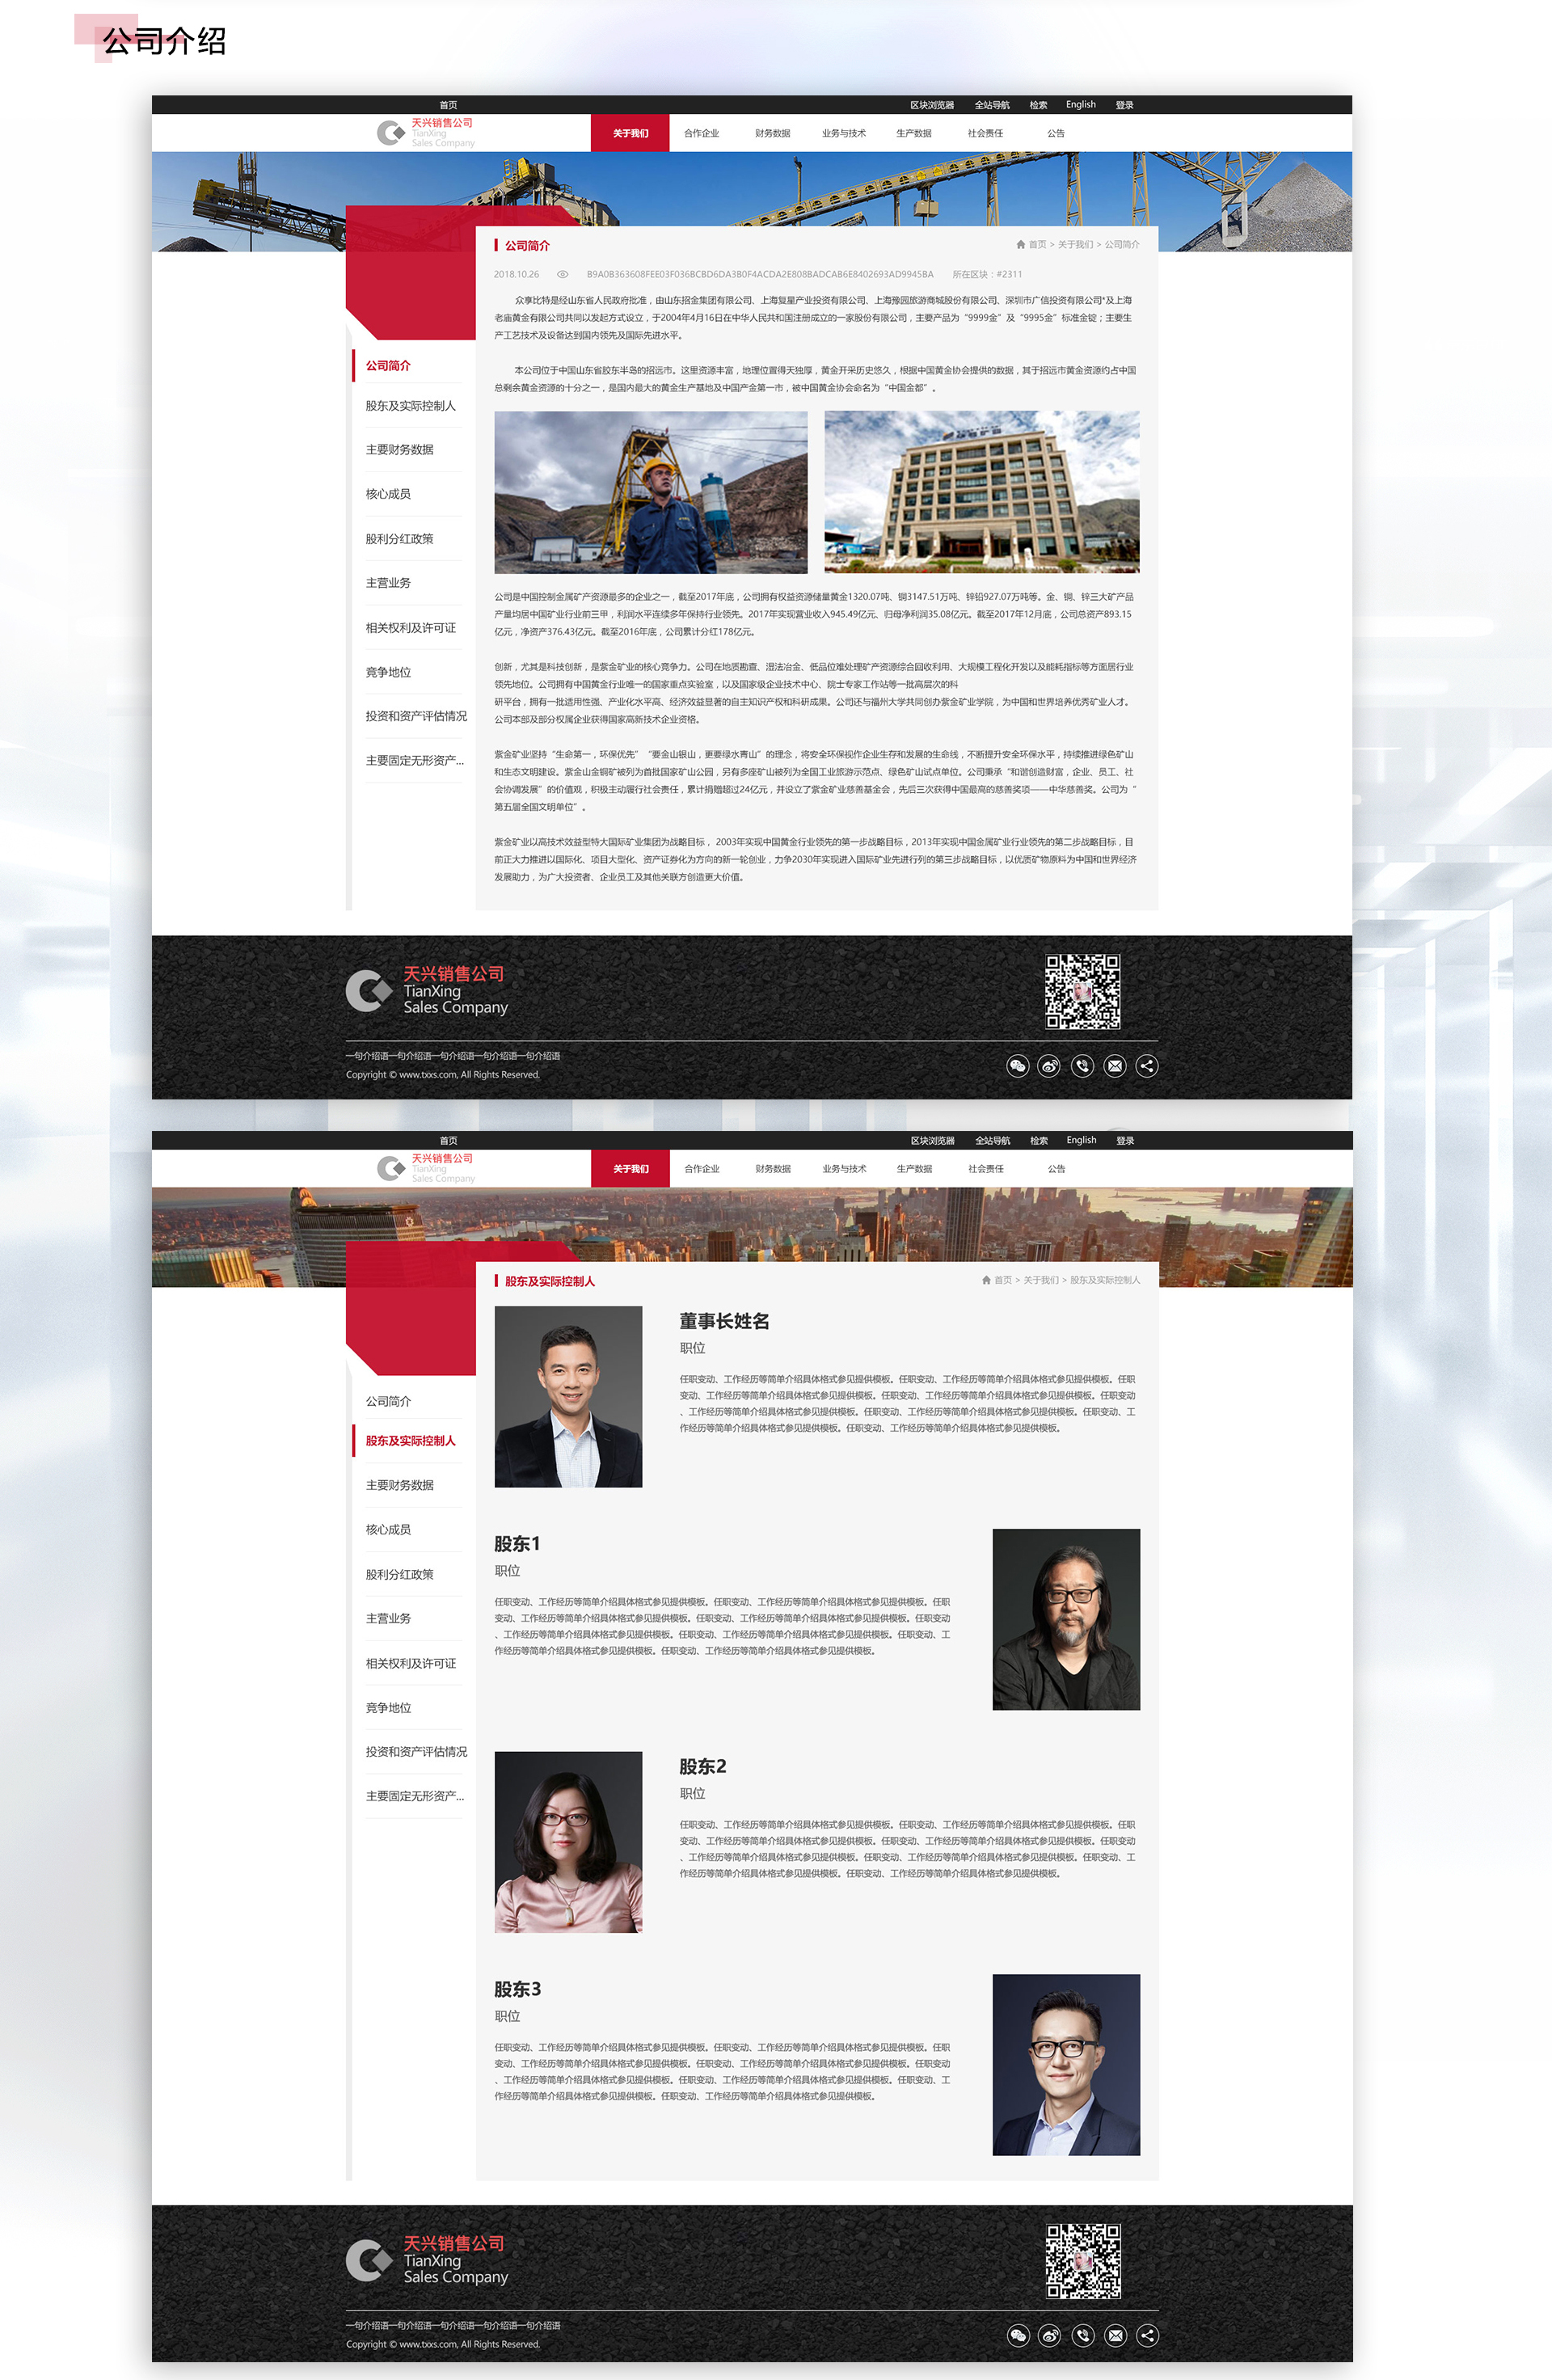 公司介绍
首页 区块浏览器 全站导航 检索 English 登录
天兴销售公司
TianXing
Sales Company
关于我们 合作企业 财务数据 业务与技术 生产数据 社会责任 公告
公司简介
首页 > 关于我们 > 公司简介
2018.10.26 B9A0B363608FEE03F036BCBD6DA3B0F4ACDA2E808BADCAB6E8402693AD9945BA 所在区块：#2311
众享比特是经山东省人民政府批准，由山东招金集团有限公司、上海复星产业投资有限公司、上海豫园旅游商城股份有限公司、深圳市广信投资有限公司*及上海
老庙黄金有限公司共同以发起方式设立，于2004年4月16日在中华人民共和国注册成立的一家股份有限公司，主要产品为“9999金”及“9995金”标准金锭；主要生
产工艺技术及设备达到国内领先及国际先进水平。
本公司位于中国山东省胶东半岛的招远市。这里资源丰富，地理位置得天独厚，黄金开采历史悠久，根据中国黄金协会提供的数据，其于招远市黄金资源约占中国
总剩余黄金资源的十分之一，是国内最大的黄金生产基地及中国产金第一市，被中国黄金协会命名为“中国金都”。
公司简介
股东及实际控制人
主要财务数据
核心成员
股利分红政策
主营业务
相关权利及许可证
竞争地位
投资和资产评估情况
主要固定无形资产...
公司是中国控制金属矿产资源最多的企业之一，截至2017年底，公司拥有权益资源储量黄金1320.07吨、铜3147.51万吨、锌铅927.07万吨等。金、铜、锌三大矿产品
产量均居中国矿业行业前三甲，利润水平连续多年保持行业领先。2017年实现营业收入945.49亿元、归母净利润35.08亿元。截至2017年12月底，公司总资产893.15
亿元，净资产376.43亿元。截至2016年底，公司累计分红178亿元。
创新，尤其是科技创新，是紫金矿业的核心竞争力。公司在地质勘查、湿法冶金、低品位难处理矿产资源综合回收利用、大规模工程化开发以及能耗指标等方面居行业
领先地位。公司拥有中国黄金行业唯一的国家重点实验室，以及国家级企业技术中心、院士专家工作站等一批高层次的科
研平台，拥有一批适用性强、产业化水平高、经济效益显著的自主知识产权和科研成果。公司还与福州大学共同创办紫金矿业学院，为中国和世界培养优秀矿业人才。
公司本部及部分权属企业获得国家高新技术企业资格。
紫金矿业坚持“生命第一，环保优先”“要金山银山，更要绿水青山”的理念，将安全环保视作企业生存和发展的生命线，不断提升安全环保水平，持续推进绿色矿山
和生态文明建设。紫金山金铜矿被列为首批国家矿山公园，另有多座矿山被列为全国工业旅游示范点、绿色矿山试点单位。公司秉承“和谐创造财富，企业、员工、社
会协调发展”的价值观，积极主动履行社会责任，累计捐赠超过24亿元，并设立了紫金矿业慈善基金会，先后三次获得中国最高的慈善奖项——中华慈善奖。公司为“
第五届全国文明单位”。
紫金矿业以高技术效益型特大国际矿业集团为战略目标， 2003年实现中国黄金行业领先的第一步战略目标，2013年实现中国金属矿业行业领先的第二步战略目标，目
前正大力推进以国际化、项目大型化、资产证券化为方向的新一轮创业，力争2030年实现进入国际矿业先进行列的第三步战略目标，以优质矿物原料为中国和世界经济
发展助力，为广大投资者、企业员工及其他关联方创造更大价值。
天兴销售公司
TianXing
Sales Company
一句介绍语一句介绍语一句介绍语一句介绍语一句介绍语
Copyright © www.txxs.com, All Rights Reserved.
首页 区块浏览器 全站导航 检索 English 登录
天兴销售公司
TianXing
Sales Company
关于我们 合作企业 财务数据 业务与技术 生产数据 社会责任 公告
股东及实际控制人
首页 > 关于我们 > 股东及实际控制人
公司简介
股东及实际控制人
主要财务数据
核心成员
股利分红政策
主营业务
相关权利及许可证
竞争地位
投资和资产评估情况
主要固定无形资产...
董事长姓名
职位
任职变动、工作经历等简单介绍具体格式参见提供模板。任职变动、工作经历等简单介绍具体格式参见提供模板。任职
变动、工作经历等简单介绍具体格式参见提供模板。任职变动、工作经历等简单介绍具体格式参见提供模板。任职变动
、工作经历等简单介绍具体格式参见提供模板。任职变动、工作经历等简单介绍具体格式参见提供模板。任职变动、工
作经历等简单介绍具体格式参见提供模板。任职变动、工作经历等简单介绍具体格式参见提供模板。
股东1
职位
任职变动、工作经历等简单介绍具体格式参见提供模板。任职变动、工作经历等简单介绍具体格式参见提供模板。任职
变动、工作经历等简单介绍具体格式参见提供模板。任职变动、工作经历等简单介绍具体格式参见提供模板。任职变动
、工作经历等简单介绍具体格式参见提供模板。任职变动、工作经历等简单介绍具体格式参见提供模板。任职变动、工
作经历等简单介绍具体格式参见提供模板。任职变动、工作经历等简单介绍具体格式参见提供模板。
股东2
职位
任职变动、工作经历等简单介绍具体格式参见提供模板。任职变动、工作经历等简单介绍具体格式参见提供模板。任职
变动、工作经历等简单介绍具体格式参见提供模板。任职变动、工作经历等简单介绍具体格式参见提供模板。任职变动
、工作经历等简单介绍具体格式参见提供模板。任职变动、工作经历等简单介绍具体格式参见提供模板。任职变动、工
作经历等简单介绍具体格式参见提供模板。任职变动、工作经历等简单介绍具体格式参见提供模板。
股东3
职位
任职变动、工作经历等简单介绍具体格式参见提供模板。任职变动、工作经历等简单介绍具体格式参见提供模板。任职
变动、工作经历等简单介绍具体格式参见提供模板。任职变动、工作经历等简单介绍具体格式参见提供模板。任职变动
、工作经历等简单介绍具体格式参见提供模板。任职变动、工作经历等简单介绍具体格式参见提供模板。任职变动、工
作经历等简单介绍具体格式参见提供模板。任职变动、工作经历等简单介绍具体格式参见提供模板。
天兴销售公司
TianXing
Sales Company
一句介绍语一句介绍语一句介绍语一句介绍语一句介绍语
Copyright © www.txxs.com, All Rights Reserved.